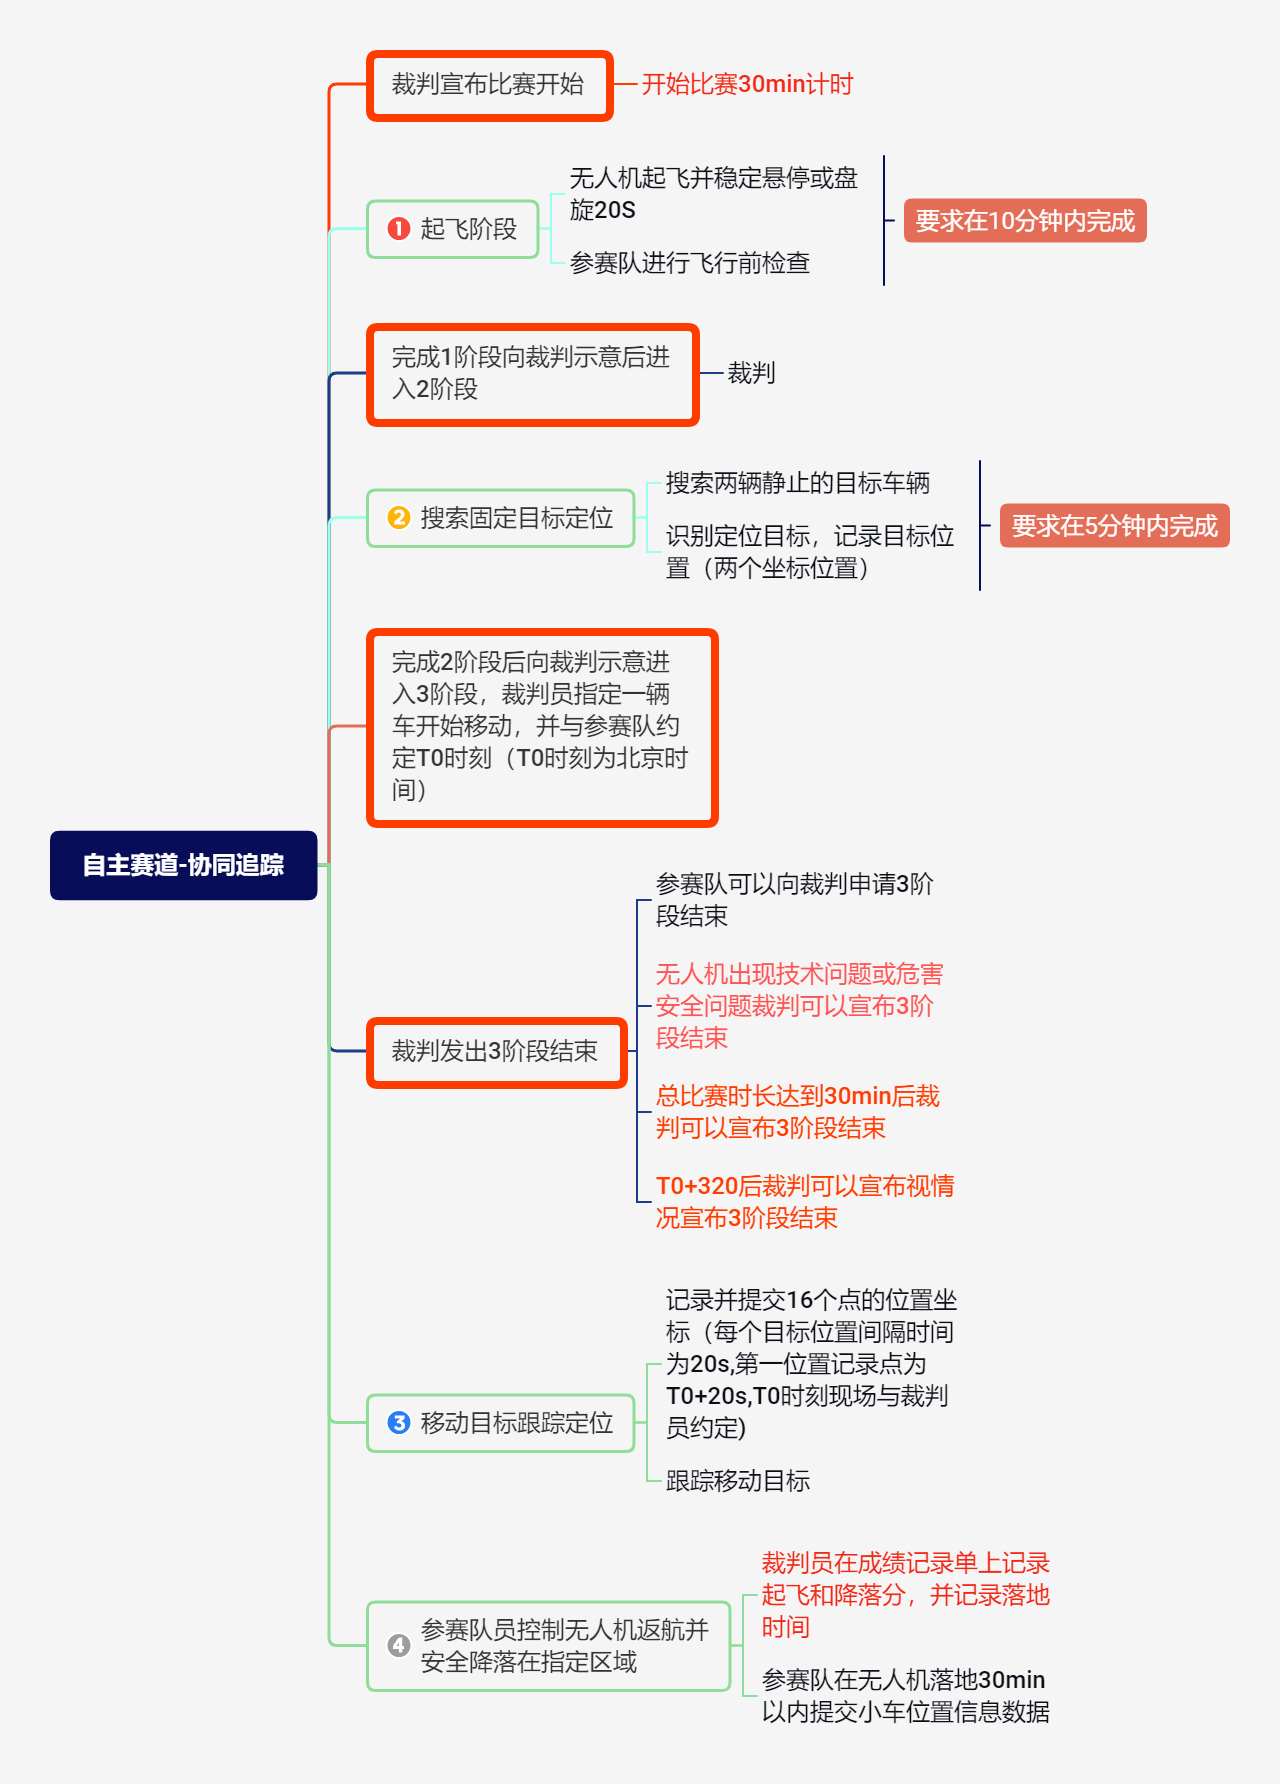 裁判宣布比赛开始
开始比赛30min计时
1 起飞阶段
无人机起飞并稳定悬停或盘
旋20S
参赛队进行飞行前检查
要求在10分钟内完成
完成1阶段向裁判示意后进
入2阶段
裁判
2 搜索固定目标定位
搜索两辆静止的目标车辆
识别定位目标，记录目标位
置（两个坐标位置）
要求在5分钟内完成
完成2阶段后向裁判示意进
入3阶段，裁判员指定一辆
车开始移动，并与参赛队约
定T0时刻（T0时刻为北京时
间）
自主赛道-协同追踪
裁判发出3阶段结束
参赛队可以向裁判申请3阶
段结束
无人机出现技术问题或危害
安全问题裁判可以宣布3阶
段结束
总比赛时长达到30min后裁
判可以宣布3阶段结束
T0+320后裁判可以宣布视情
况宣布3阶段结束
3 移动目标跟踪定位
记录并提交16个点的位置坐
标（每个目标位置间隔时间
为20s,第一位置记录点为
T0+20s,T0时刻现场与裁判
员约定)
跟踪移动目标
4 参赛队员控制无人机返航并
安全降落在指定区域
裁判员在成绩记录单上记录
起飞和降落分，并记录落地
时间
参赛队在无人机落地30min
以内提交小车位置信息数据